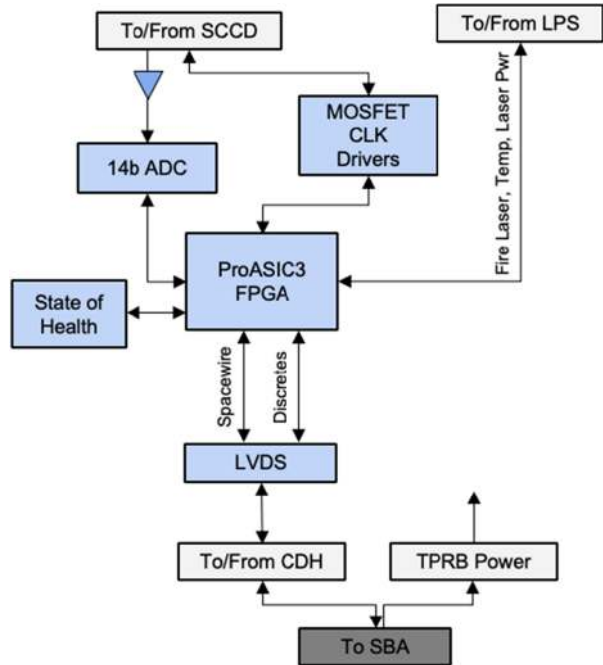 To/From SCCD
To/From LPS
MOSFET
CLK
Drivers
14b ADC
Fire Laser, Temp, Laser Pwr
ProASIC3
FPGA
State of
Health
Spacewire
Discretes
LVDS
To/From CDH
TPRB Power
To SBA